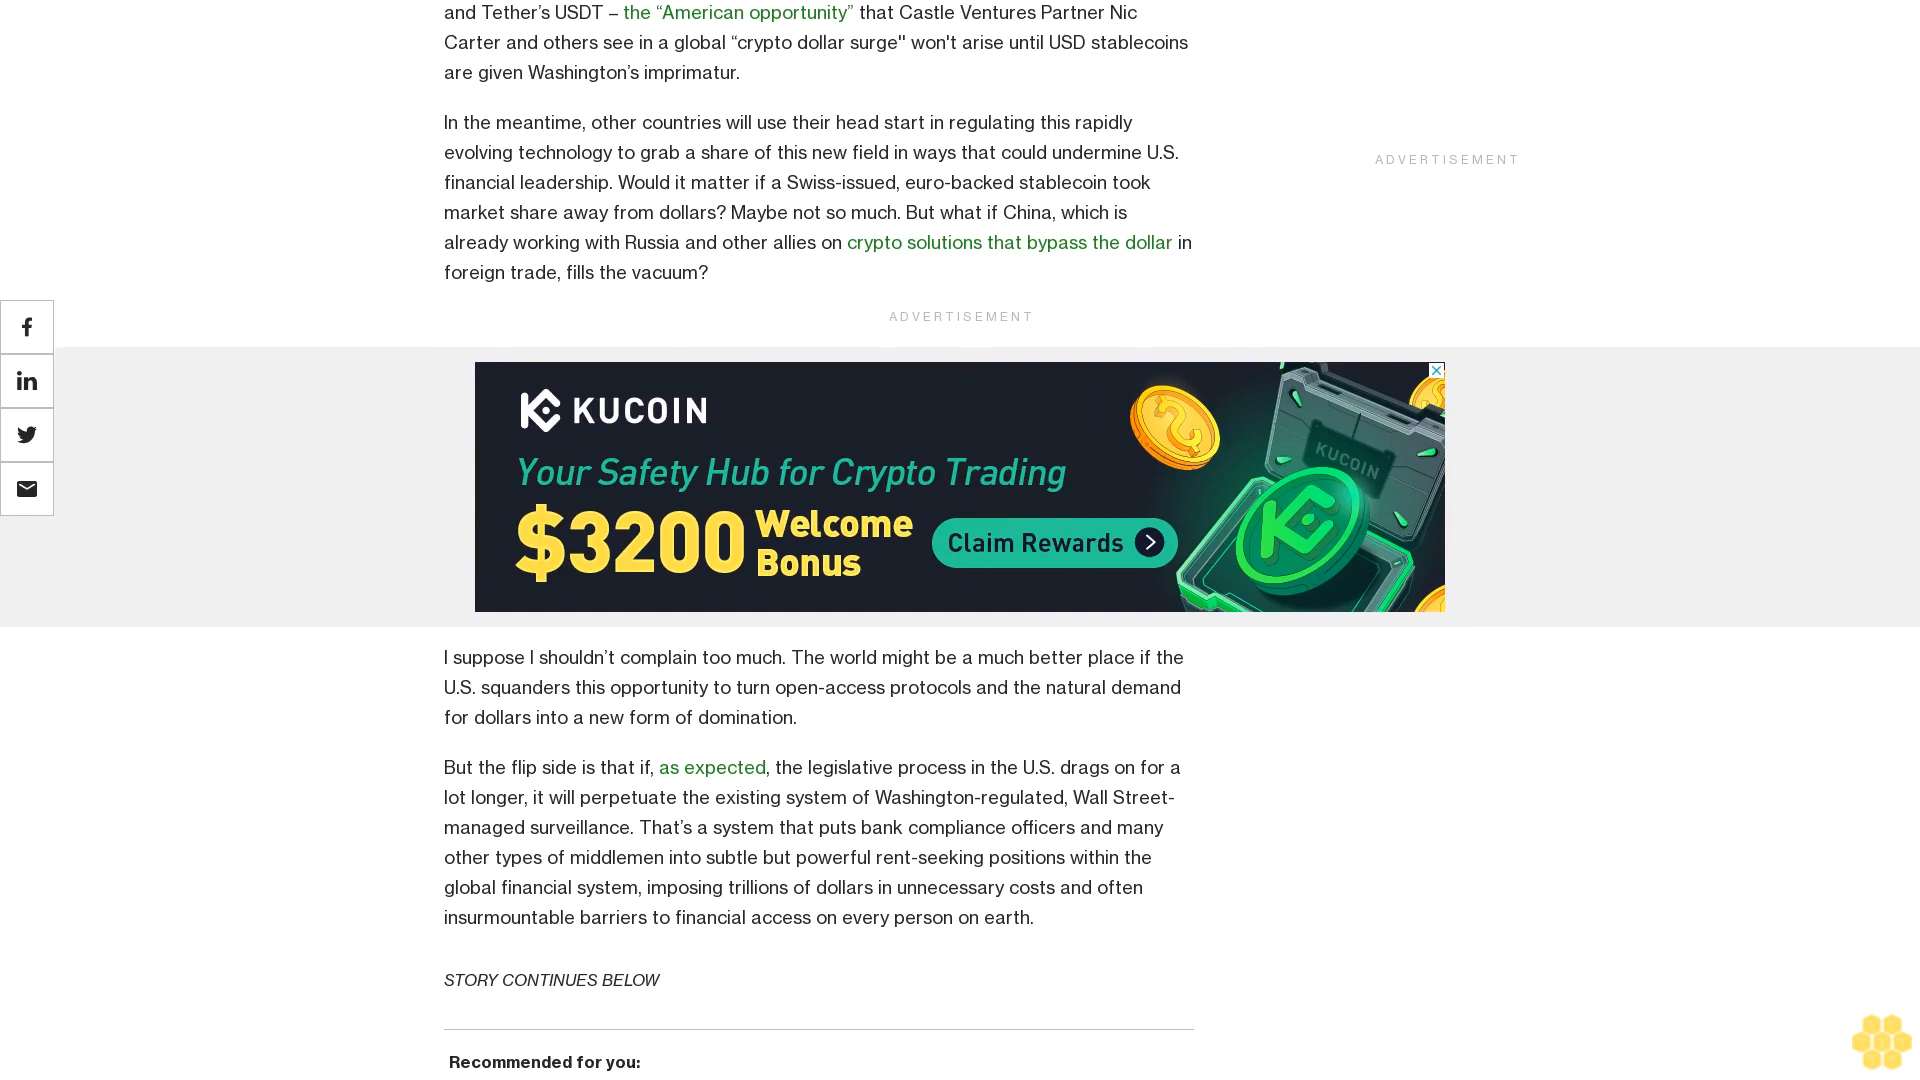 and Tether’s USDT – the “American opportunity” that Castle Ventures Partner Nic
Carter and others see in a global “crypto dollar surge'' won't arise until USD stablecoins
are given Washington’s imprimatur.
In the meantime, other countries will use their head start in regulating this rapidly
evolving technology to grab a share of this new field in ways that could undermine U.S.
financial leadership. Would it matter if a Swiss-issued, euro-backed stablecoin took
market share away from dollars? Maybe not so much. But what if China, which is
already working with Russia and other allies on crypto solutions that bypass the dollar in
foreign trade, fills the vacuum?
ADVERTISEMENT
ADVERTISEMENT
KUCOIN
Your Safety Hub for Crypto Trading
$3200 Welcome
Bonus
Claim Rewards
KUCOIN
I suppose I shouldn’t complain too much. The world might be a much better place if the
U.S. squanders this opportunity to turn open-access protocols and the natural demand
for dollars into a new form of domination.
But the flip side is that if, as expected, the legislative process in the U.S. drags on for a
lot longer, it will perpetuate the existing system of Washington-regulated, Wall Street-
managed surveillance. That’s a system that puts bank compliance officers and many
other types of middlemen into subtle but powerful rent-seeking positions within the
global financial system, imposing trillions of dollars in unnecessary costs and often
insurmountable barriers to financial access on every person on earth.
STORY CONTINUES BELOW
Recommended for you: